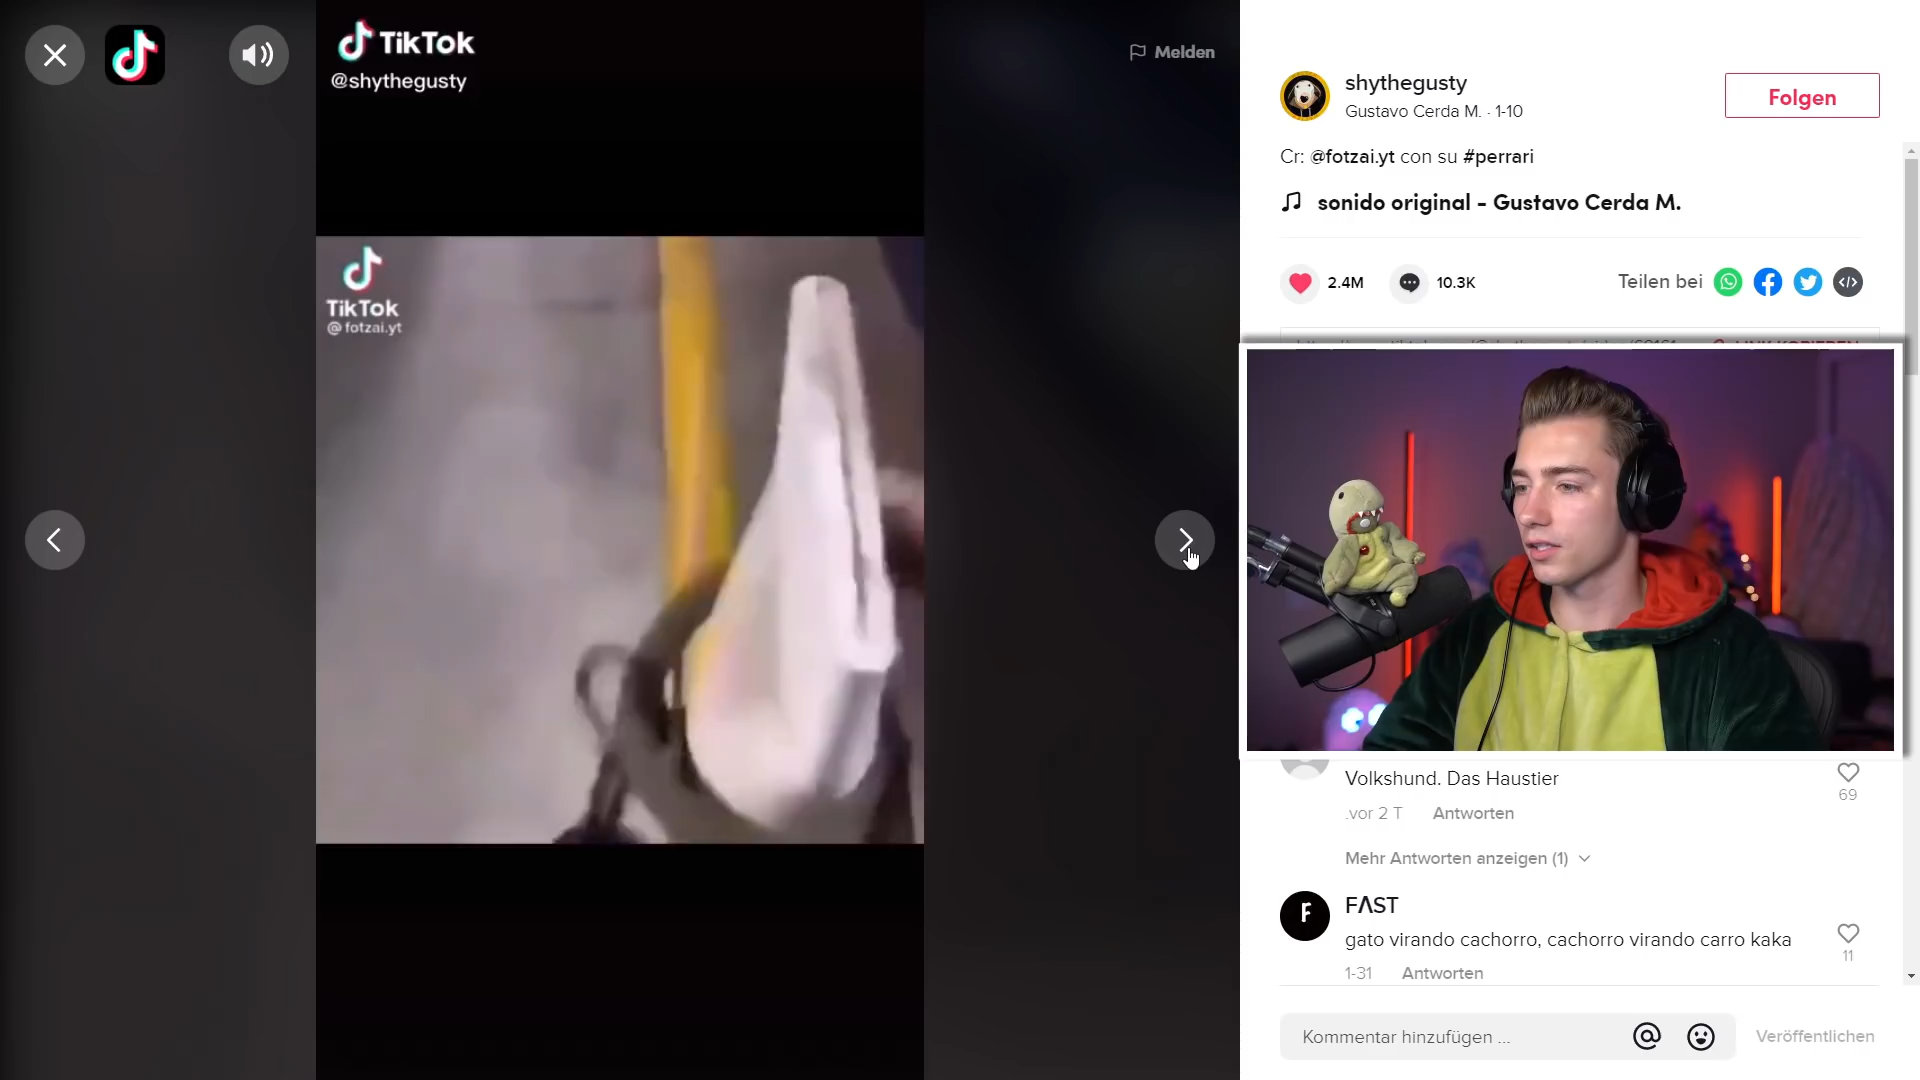 TikTok
@shythegusty
Melden
TikTok
@fotzai.yt
shythegusty
Gustavo Cerda M. · 1-10
Folgen
Cr: @fotzai.yt con su #perrari
sonido original - Gustavo Cerda M.
2.4M
10.3K
Teilen bei
Volkshund. Das Haustier
69
.vor 2 T Antworten
Mehr Antworten anzeigen (1)
F
FΛST
gato virando cachorro, cachorro virando carro kaka
11
1-31 Antworten
Kommentar hinzufügen ...
Veröffentlichen